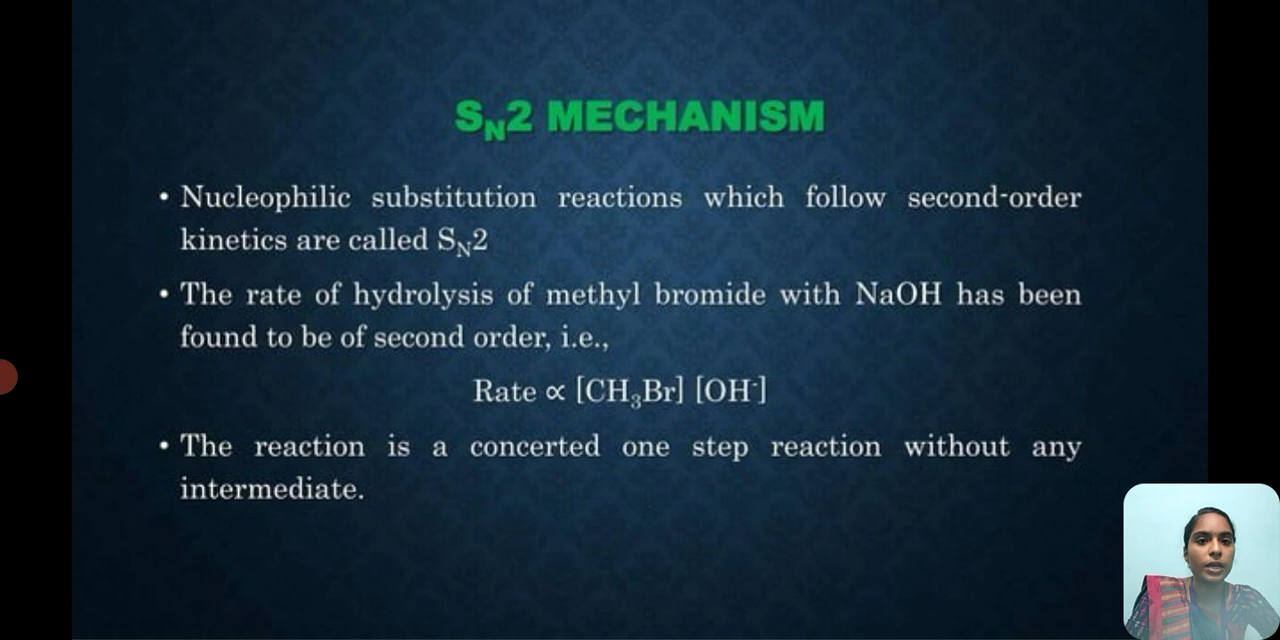 S_N2 MECHANISM
• Nucleophilic substitution reactions which follow second-order
kinetics are called S_N2
• The rate of hydrolysis of methyl bromide with NaOH has been
found to be of second order, i.e.,
Rate ∝ [CH₃Br] [OH⁻]
• The reaction is a concerted one step reaction without any
intermediate.